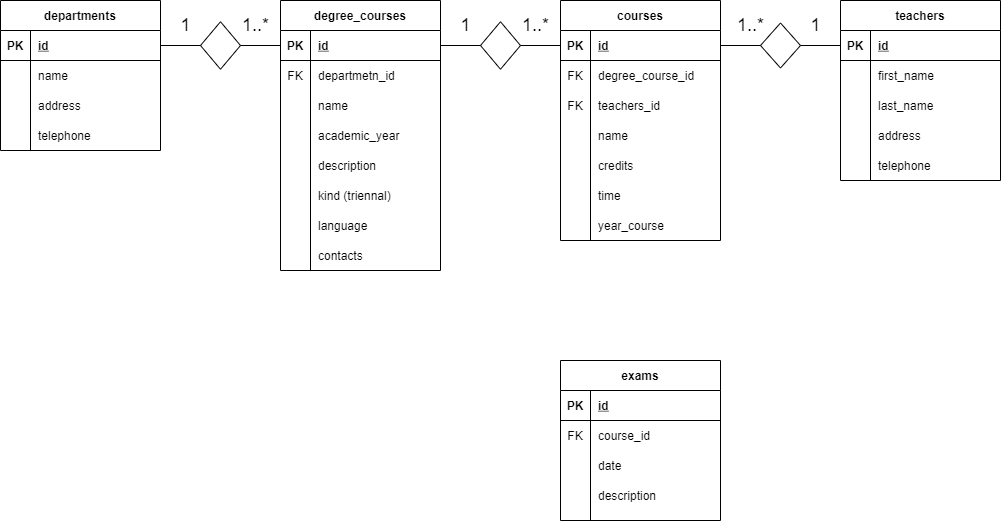 departments
PK id
name
address
telephone
1
1..*
degree_courses
PK id
FK departmetn_id
name
academic_year
description
kind (triennal)
language
contacts
1
1..*
courses
PK id
FK degree_course_id
FK teachers_id
name
credits
time
year_course
1..*
1
teachers
PK id
first_name
last_name
address
telephone
exams
PK id
FK course_id
date
description